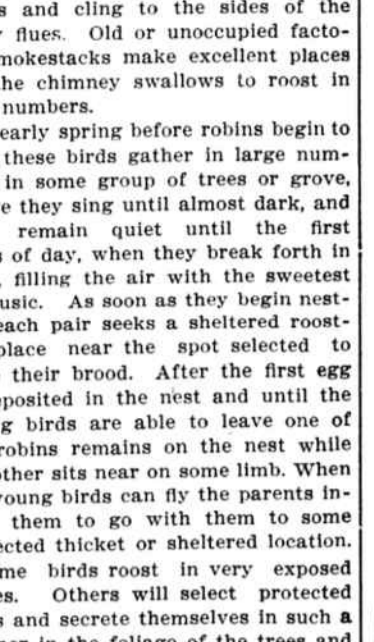 s and cling to the sides of the
flues. Old or unoccupied facto-
mokestacks make excellent places
he chimney swallows to roost in
numbers.
early spring before robins begin to
these birds gather in large num-
in some group of trees or grove,
e they sing until almost dark, and
remain quiet until the first
s of day, when they break forth in
, filling the air with the sweetest
usic. As soon as they begin nest-
each pair seeks a sheltered roost-
place near the spot selected to
their brood. After the first egg
eposited in the nest and until the
g birds are able to leave one of
robins remains on the nest while
other sits near on some limb. When
young birds can fly the parents in-
them to go with them to some
ected thicket or sheltered location.
me birds roost in very exposed
es. Others will select protected
s and secrete themselves in such a
in the foliage of the trees and